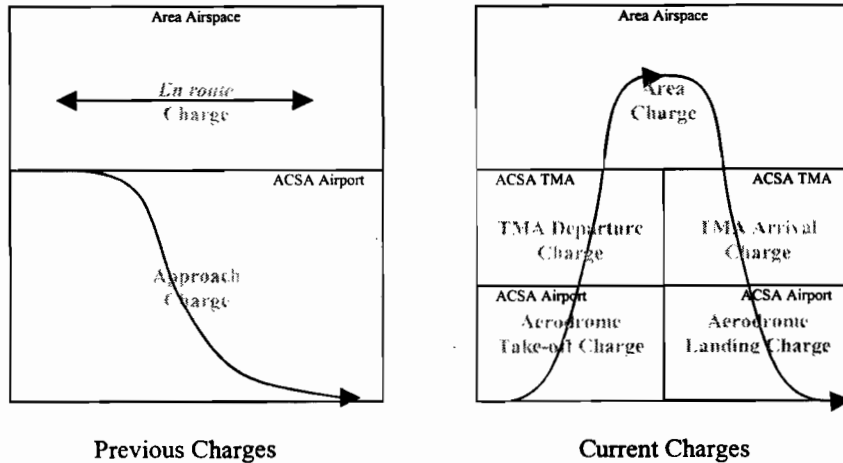 Area Airspace
En route
Charge
ACSA Airport
Approach
Charge
Previous Charges
Area Airspace
Area
Charge
ACSA TMA
ACSA TMA
TMA Departure
Charge
TMA Arrival
Charge
ACSA Airport
ACSA Airport
Aerodrome
Take-off Charge
Aerodrome
Landing Charge
Current Charges